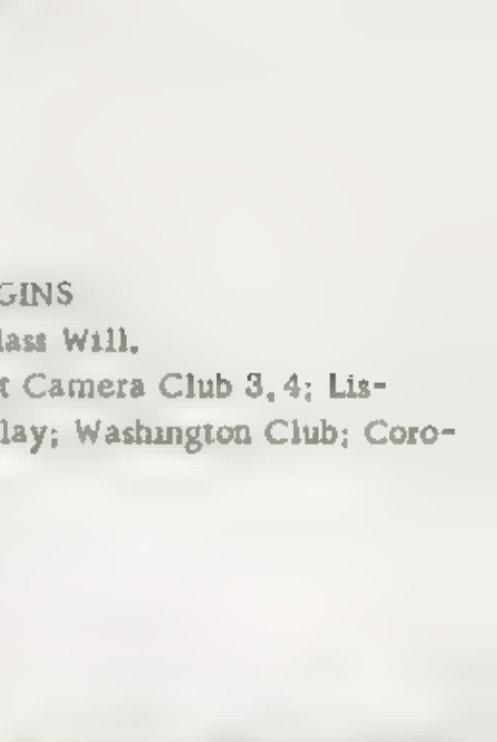 GINS
lass Will.
t Camera Club 3, 4; Lis-
lay; Washington Club; Coro-